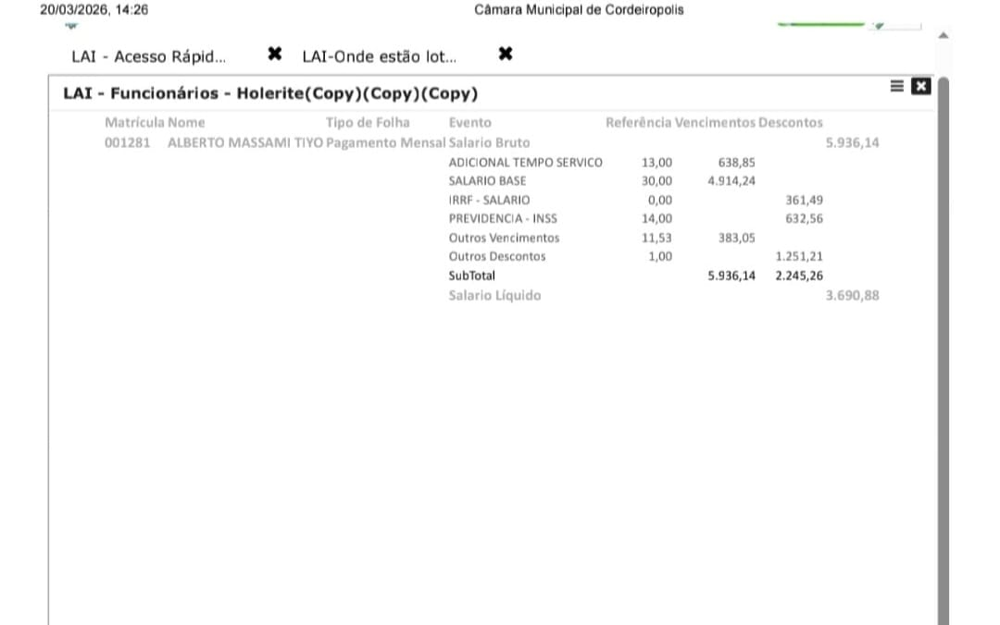 20/03/2026, 14:26 Câmara Municipal de Cordeiropolis
LAI - Acesso Rápid... ✖ LAI-Onde estão lot... ✖
LAI - Funcionários - Holerite(Copy)(Copy)(Copy)
Matrícula Nome Tipo de Folha Evento Referência Vencimentos Descontos
001281 ALBERTO MASSAMI TIYO Pagamento Mensal Salario Bruto 5.936,14
ADICIONAL TEMPO SERVICO 13,00 638,85
SALARIO BASE 30,00 4.914,24
IRRF - SALARIO 0,00 361,49
PREVIDENCIA - INSS 14,00 632,56
Outros Vencimentos 11,53 383,05
Outros Descontos 1,00 1.251,21
SubTotal 5.936,14 2.245,26
Salario Líquido 3.690,88